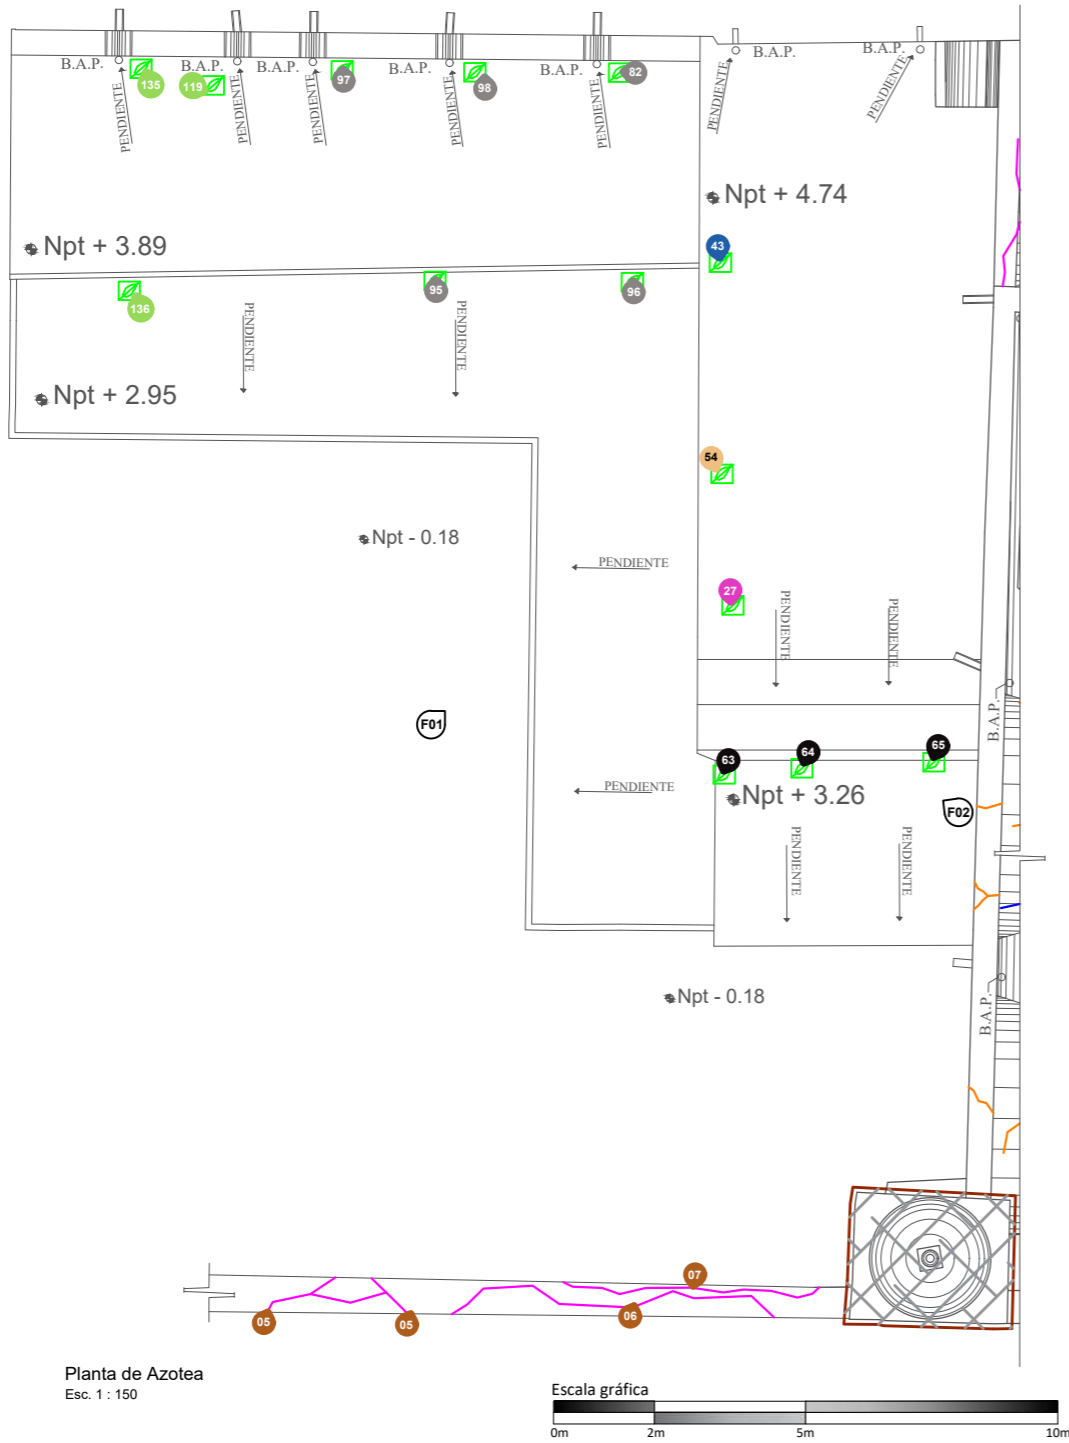 B.A.P.
B.A.P.
B.A.P.
B.A.P.
B.A.P.
B.A.P.
B.A.P.
135
119
97
98
82
PENDIENTE
PENDIENTE
PENDIENTE
PENDIENTE
PENDIENTE
PENDIENTE
PENDIENTE
Npt + 4.74
Npt + 3.89
43
136
95
96
PENDIENTE
PENDIENTE
Npt + 2.95
54
Npt - 0.18
PENDIENTE
27
PENDIENTE
PENDIENTE
B.A.P.
F01
63
64
65
PENDIENTE
Npt + 3.26
F02
PENDIENTE
PENDIENTE
Npt - 0.18
B.A.P.
07
05
05
06
Planta de Azotea
Esc. 1 : 150
Escala gráfica
0m 2m 5m 10m